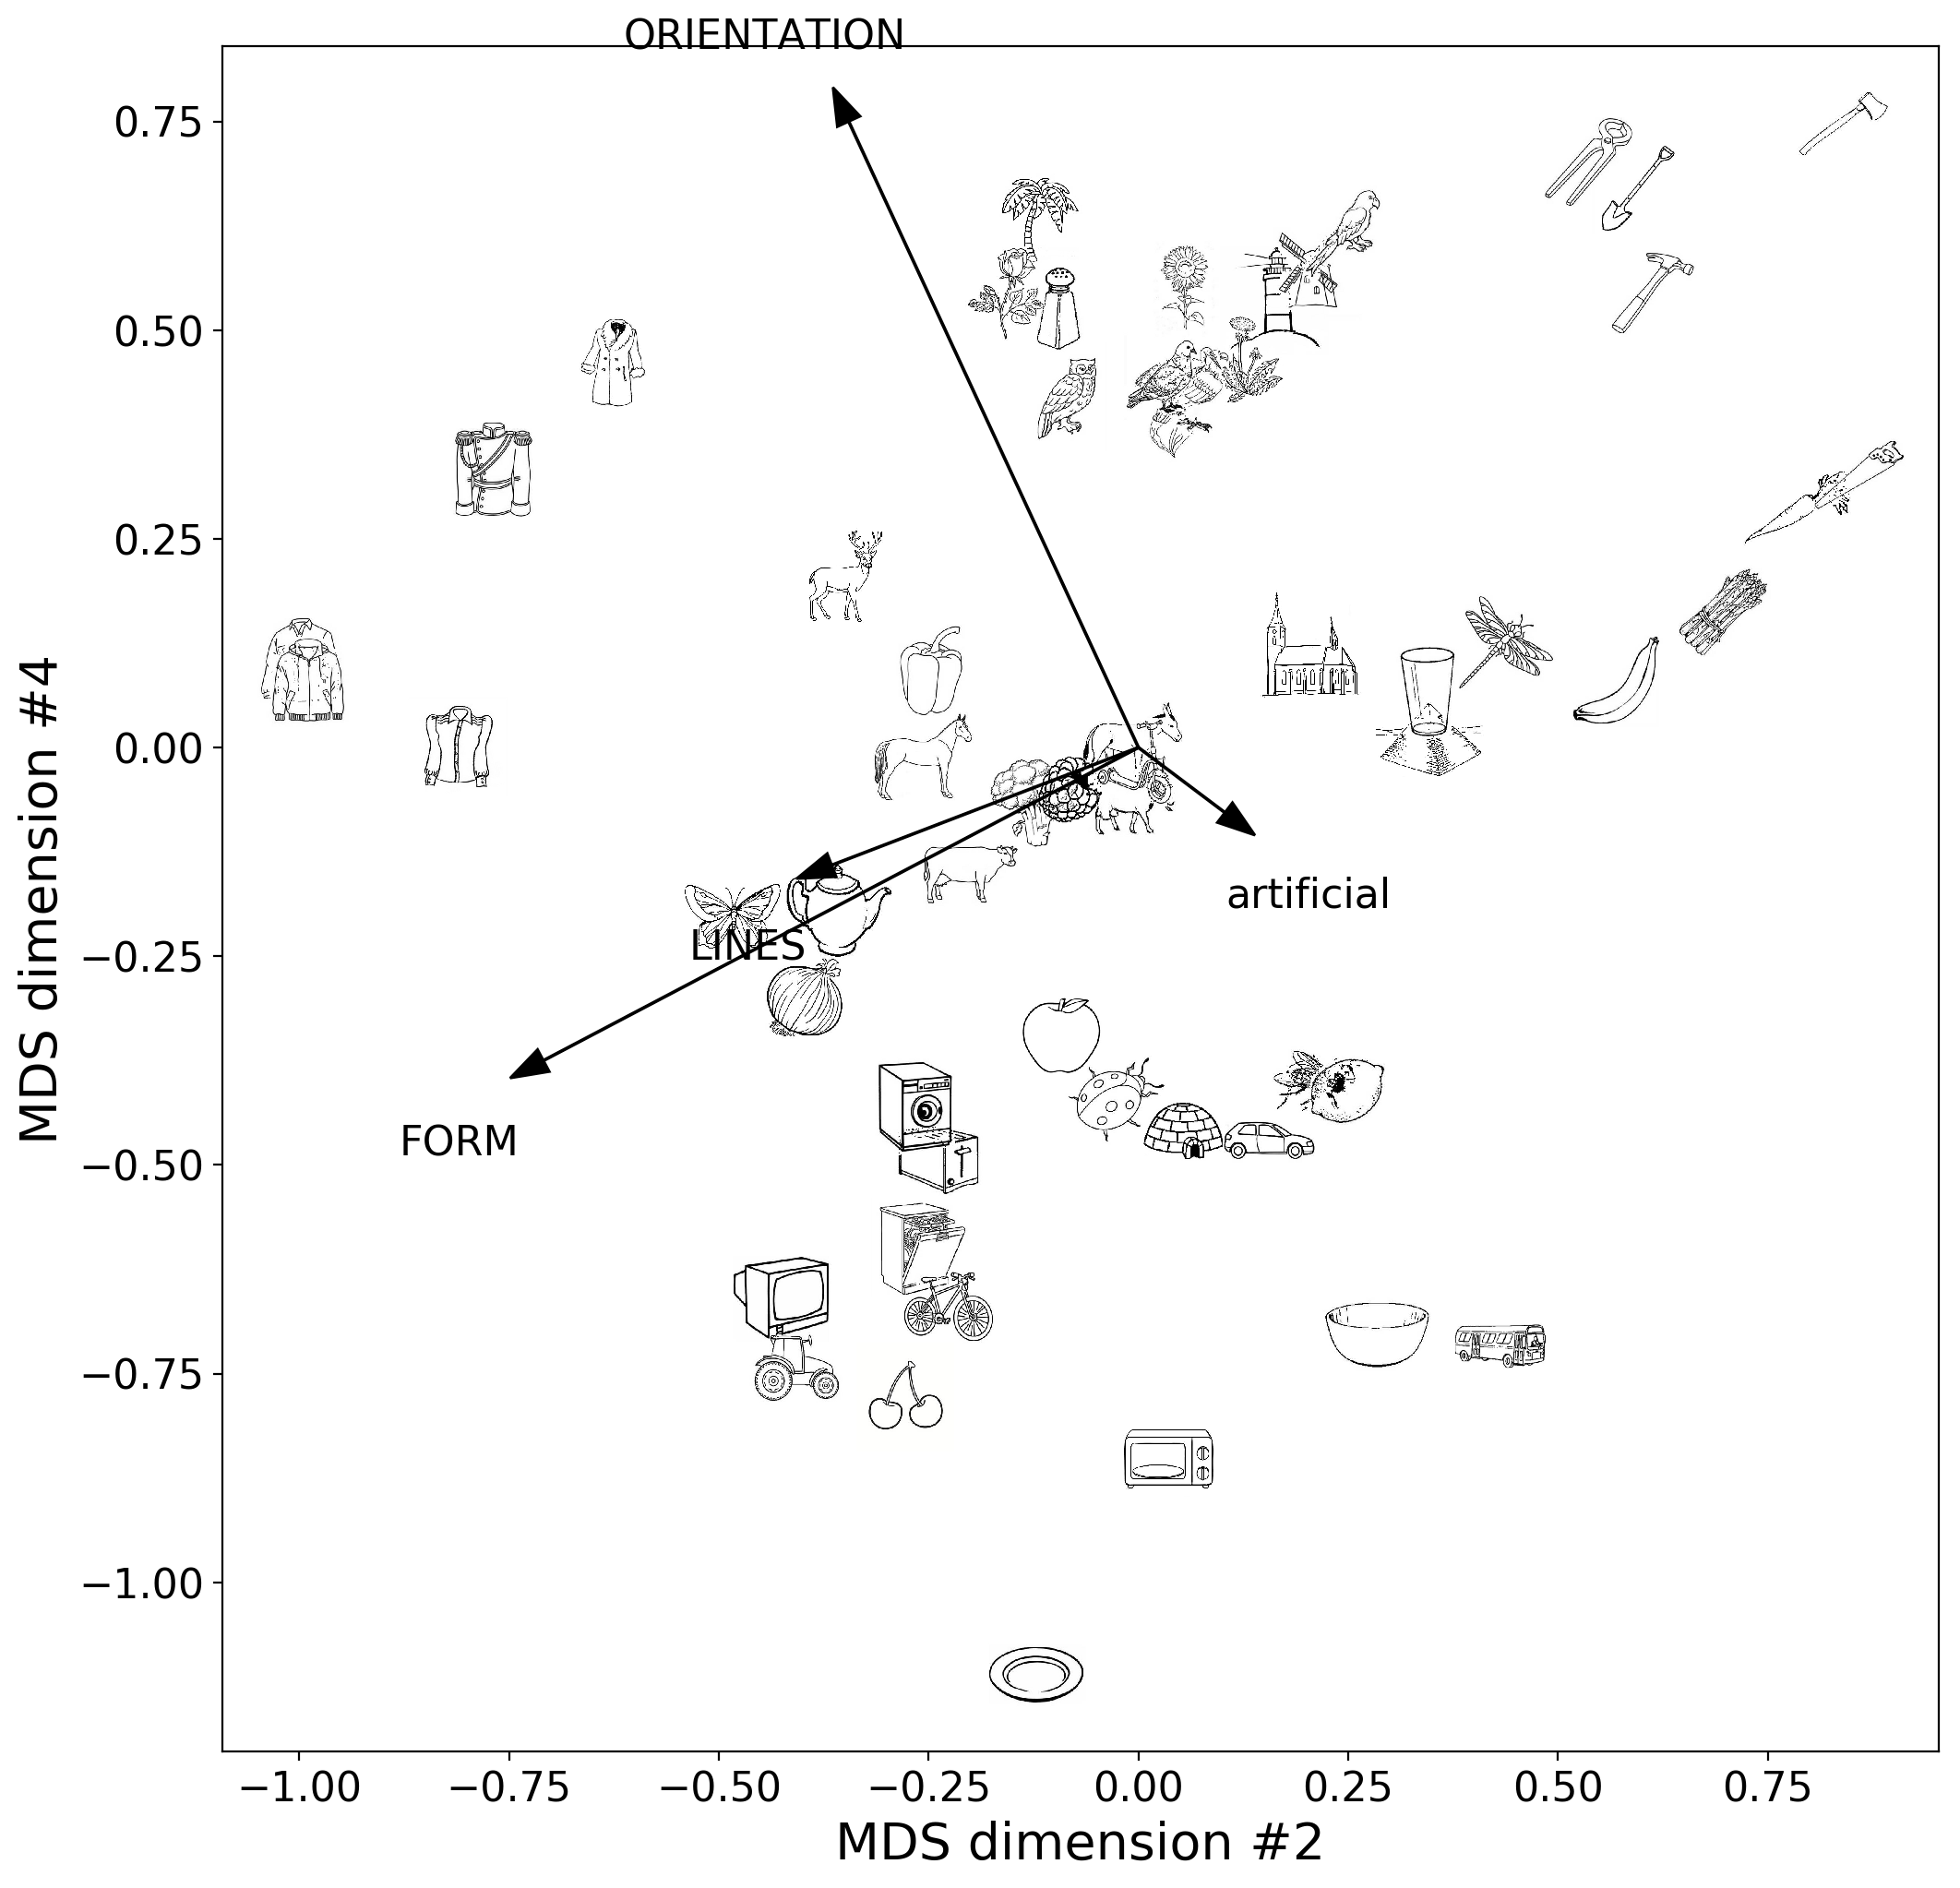 ORIENTATION
0.75
0.50
0.25
0.00
−0.25
−0.50
−0.75
−1.00
MDS dimension #4
artificial
LINES
FORM
−1.00 −0.75 −0.50 −0.25 0.00 0.25 0.50 0.75
MDS dimension #2